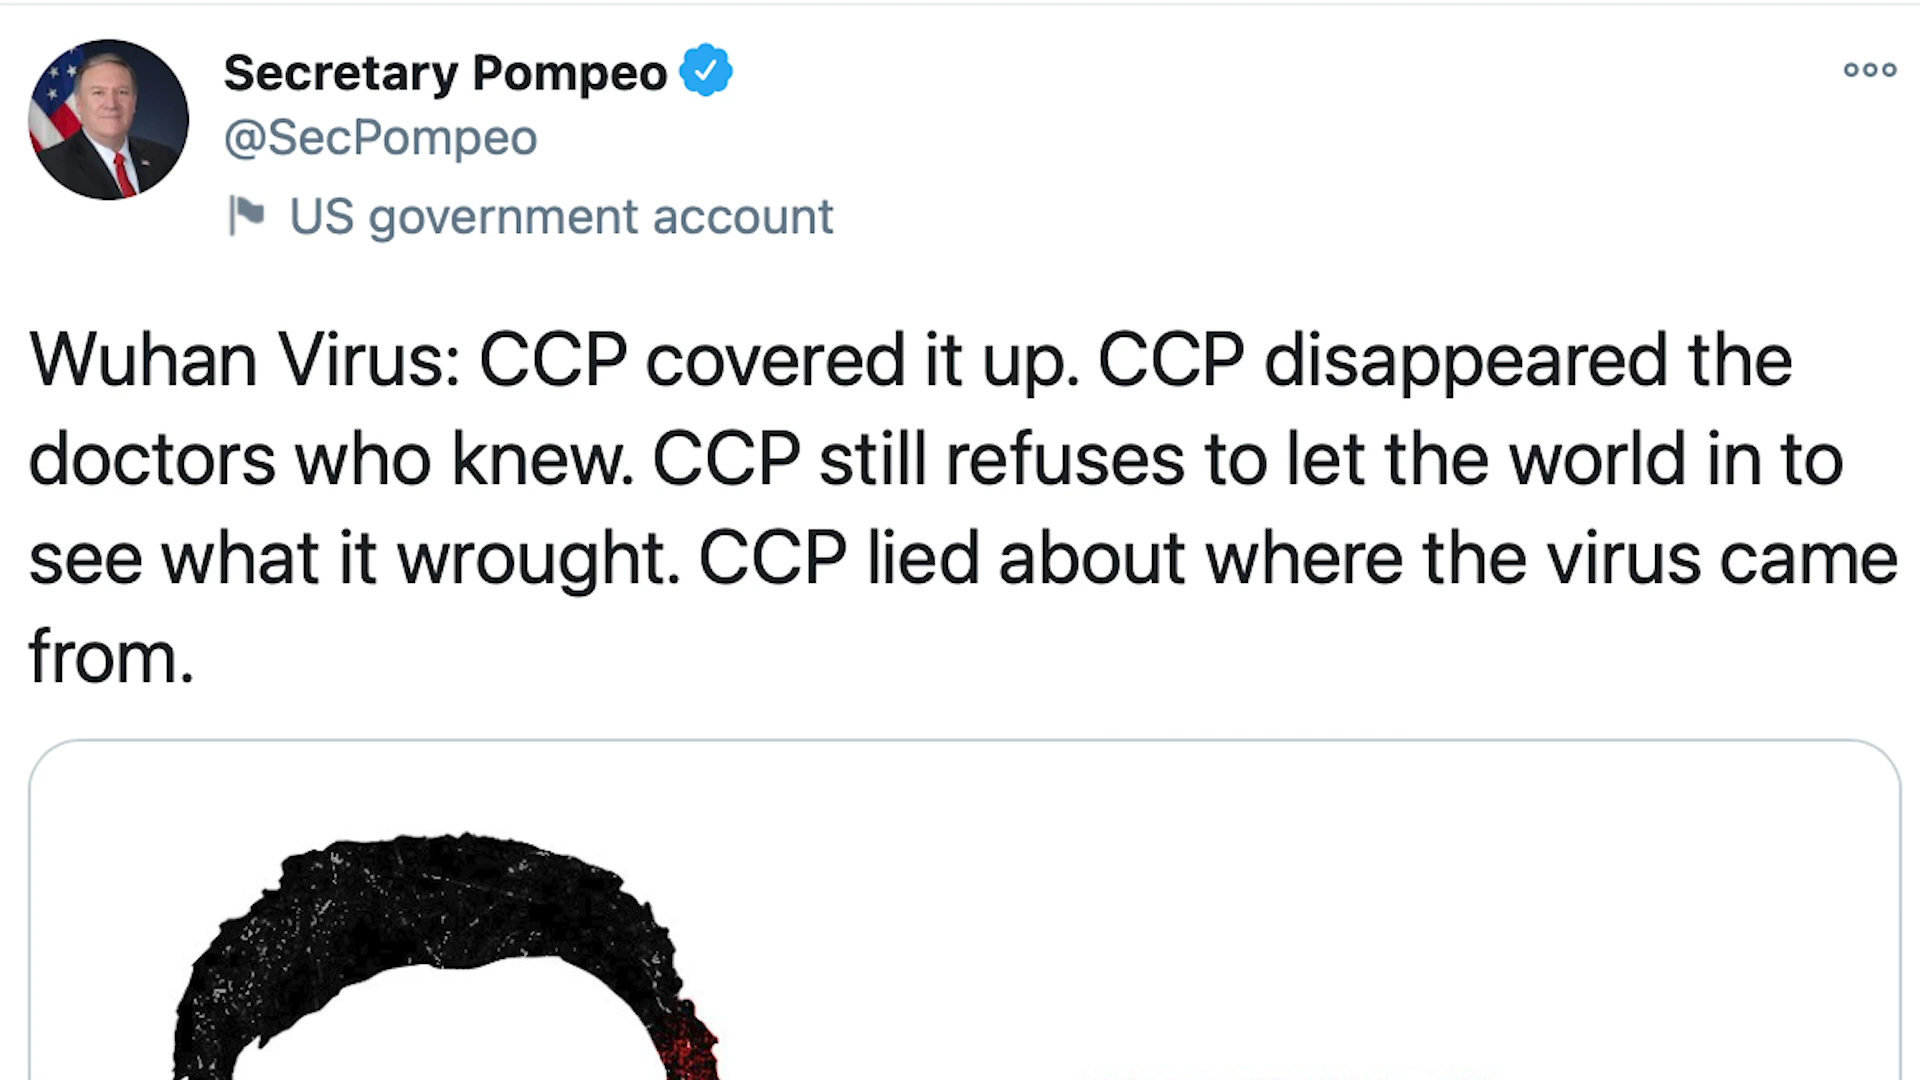 Secretary Pompeo
@SecPompeo
US government account
Wuhan Virus: CCP covered it up. CCP disappeared the
doctors who knew. CCP still refuses to let the world in to
see what it wrought. CCP lied about where the virus came
from.